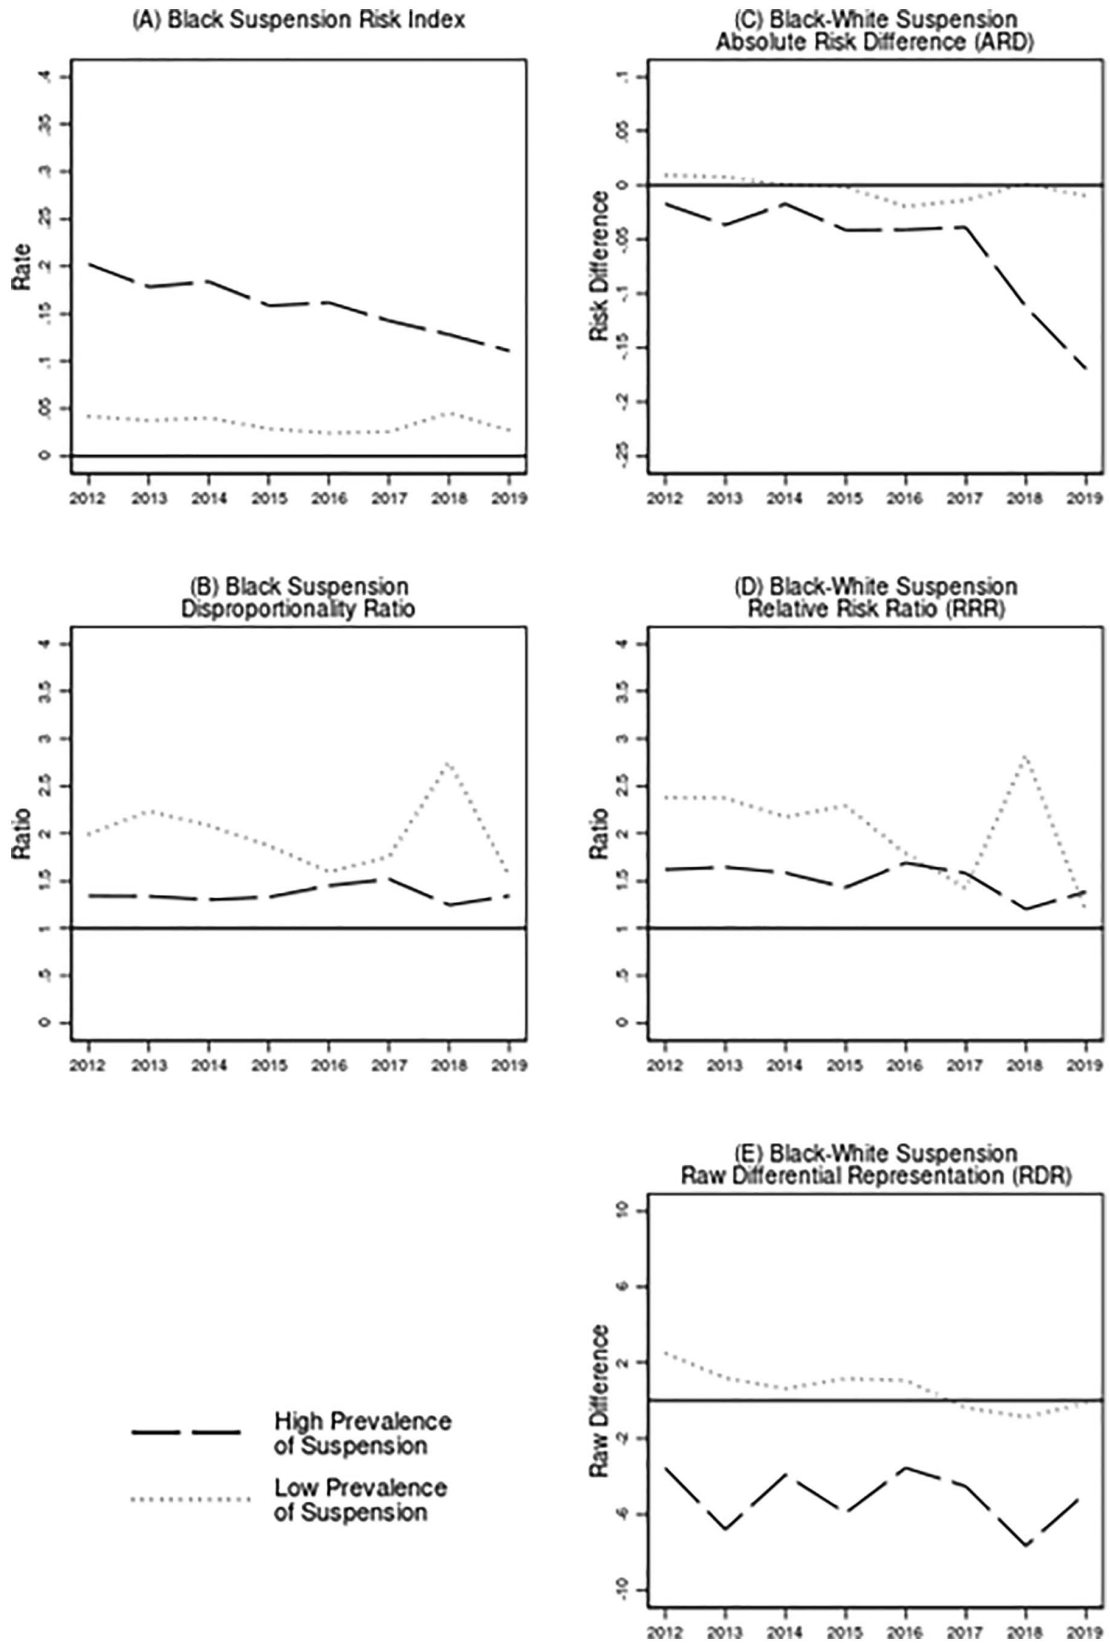 (A) Black Suspension Risk Index
Rate
.4
.35
.3
.25
.2
.15
.1
.05
0
2012 2013 2014 2015 2016 2017 2018 2019
(C) Black-White Suspension
Absolute Risk Difference (ARD)
Risk Difference
.1
.05
0
-.05
-.1
-.15
-.2
-.25
2012 2013 2014 2015 2016 2017 2018 2019
(B) Black Suspension
Disproportionality Ratio
Ratio
4
3.5
3
2.5
2
1.5
1
.5
0
2012 2013 2014 2015 2016 2017 2018 2019
(D) Black-White Suspension
Relative Risk Ratio (RRR)
Ratio
4
3.5
3
2.5
2
1.5
1
.5
0
2012 2013 2014 2015 2016 2017 2018 2019
(E) Black-White Suspension
Raw Differential Representation (RDR)
Raw Difference
10
6
2
-2
-6
-10
2012 2013 2014 2015 2016 2017 2018 2019
High Prevalence
of Suspension
Low Prevalence
of Suspension